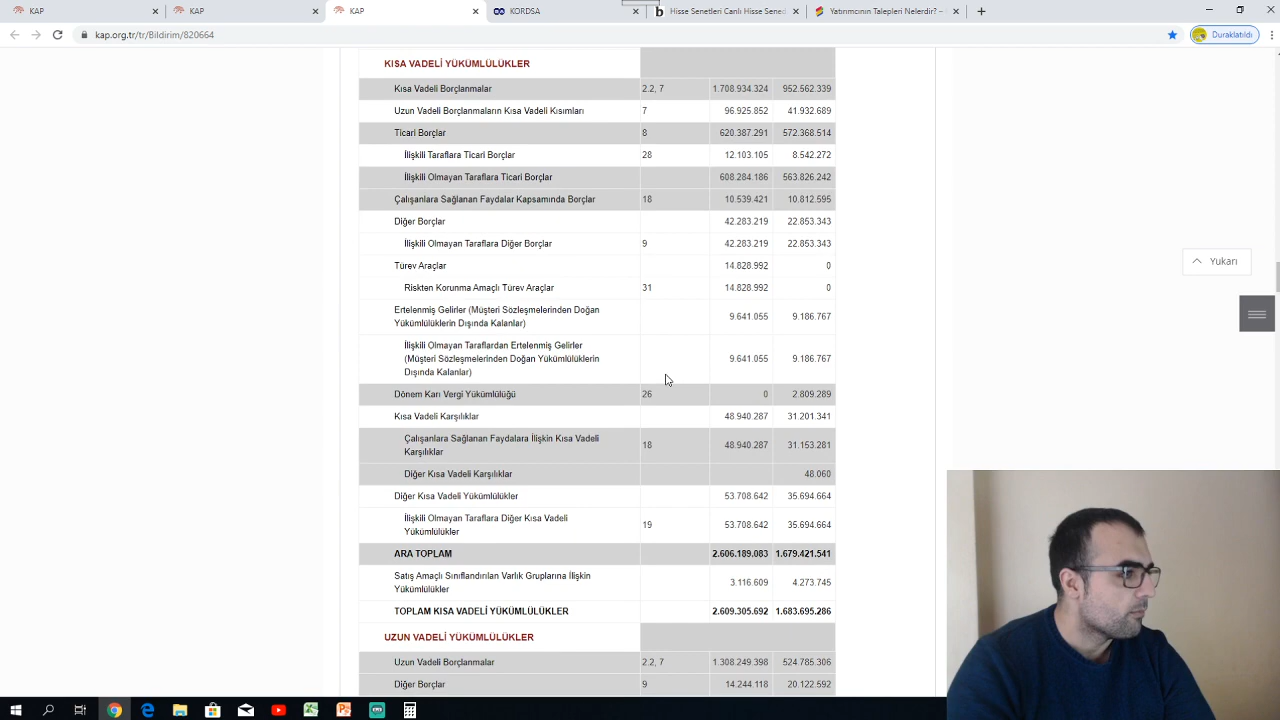 KAP
KAP
KAP
KORDSA
Hisse Senetleri Canlı Hisse Sened
Yatırımcının Talepleri Nelerdir? –
kap.org.tr/tr/Bildirim/820664
Duraklatıldı
KISA VADELİ YÜKÜMLÜLÜKLER
Kısa Vadeli Borçlanmalar 2.2, 7 1.708.934.324 952.562.339
Uzun Vadeli Borçlanmaların Kısa Vadeli Kısımları 7 96.925.852 41.932.689
Ticari Borçlar 8 620.387.291 572.368.514
İlişkili Taraflara Ticari Borçlar 28 12.103.105 8.542.272
İlişkili Olmayan Taraflara Ticari Borçlar 608.284.186 563.826.242
Çalışanlara Sağlanan Faydalar Kapsamında Borçlar 18 10.539.421 10.812.595
Diğer Borçlar 42.283.219 22.853.343
İlişkili Olmayan Taraflara Diğer Borçlar 9 42.283.219 22.853.343
Türev Araçlar 14.828.992 0
Riskten Korunma Amaçlı Türev Araçlar 31 14.828.992 0
Ertelenmiş Gelirler (Müşteri Sözleşmelerinden Doğan
Yükümlülüklerin Dışında Kalanlar) 9.641.055 9.186.767
İlişkili Olmayan Taraflardan Ertelenmiş Gelirler
(Müşteri Sözleşmelerinden Doğan Yükümlülüklerin 9.641.055 9.186.767
Dışında Kalanlar)
Dönem Karı Vergi Yükümlülüğü 26 0 2.809.289
Kısa Vadeli Karşılıklar 48.940.287 31.201.341
Çalışanlara Sağlanan Faydalara İlişkin Kısa Vadeli
Karşılıklar 18 48.940.287 31.153.281
Diğer Kısa Vadeli Karşılıklar 48.060
Diğer Kısa Vadeli Yükümlülükler 53.708.642 35.694.664
İlişkili Olmayan Taraflara Diğer Kısa Vadeli
Yükümlülükler 19 53.708.642 35.694.664
ARA TOPLAM 2.606.189.083 1.679.421.541
Satış Amaçlı Sınıflandırılan Varlık Gruplarına İlişkin
Yükümlülükler 3.116.609 4.273.745
TOPLAM KISA VADELİ YÜKÜMLÜLÜKLER 2.609.305.692 1.683.695.286
UZUN VADELİ YÜKÜMLÜLÜKLER
Uzun Vadeli Borçlanmalar 2.2, 7 1.308.249.398 524.785.306
Diğer Borçlar 9 14.244.118 20.122.592
Yukarı